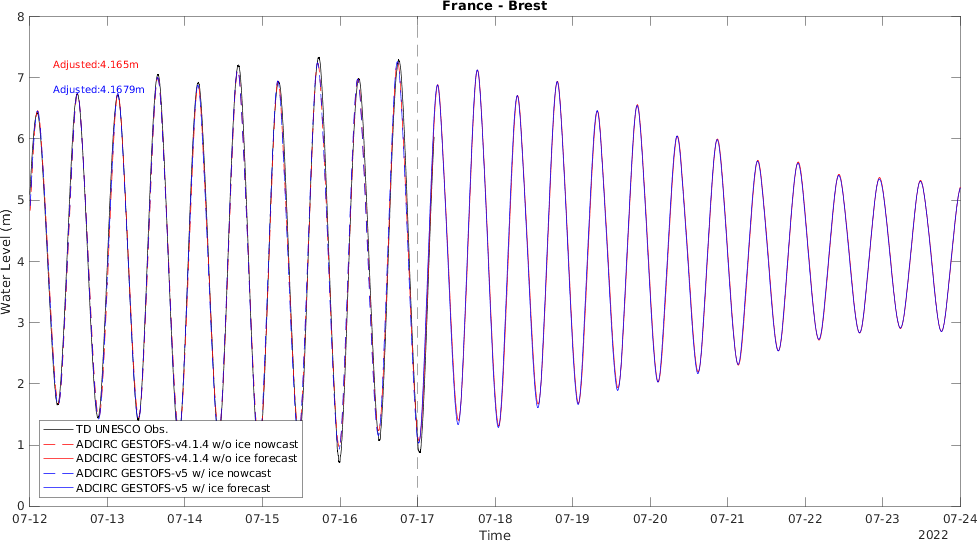 France - Brest
8
7
6
5
4
3
2
1
0
Water Level (m)
Adjusted:4.165m
Adjusted:4.1679m
TD UNESCO Obs.
ADCIRC GESTOFS-v4.1.4 w/o ice nowcast
ADCIRC GESTOFS-v4.1.4 w/o ice forecast
ADCIRC GESTOFS-v5 w/ ice nowcast
ADCIRC GESTOFS-v5 w/ ice forecast
07-12 07-13 07-14 07-15 07-16 07-17 07-18 07-19 07-20 07-21 07-22 07-23 07-24
Time
2022